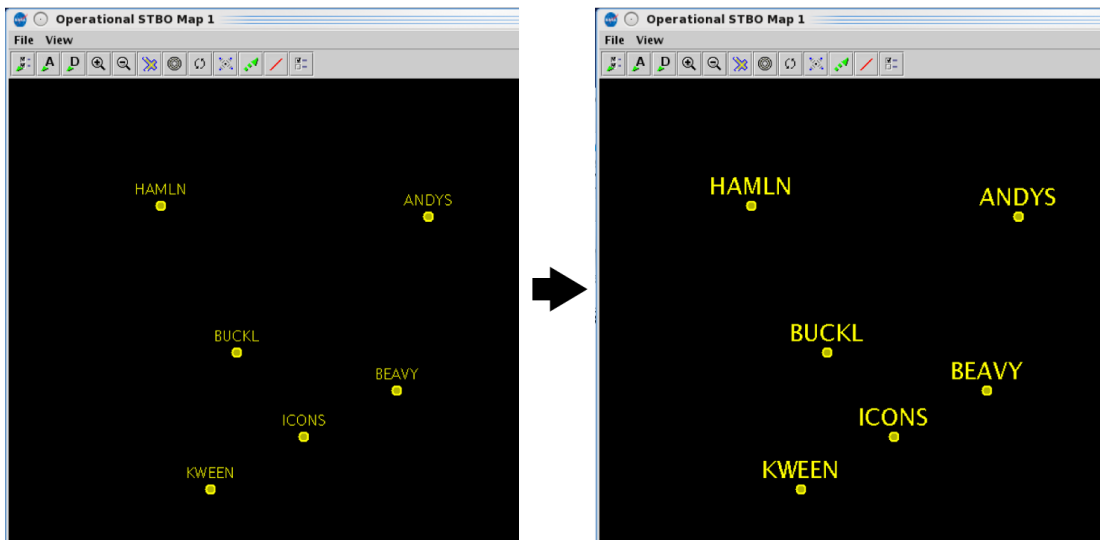 Operational STBO Map 1
File View
A D
HAMLN
ANDYS
BUCKL
BEAVY
ICONS
KWEEN
Operational STBO Map 1
File View
A D
HAMLN
ANDYS
BUCKL
BEAVY
ICONS
KWEEN